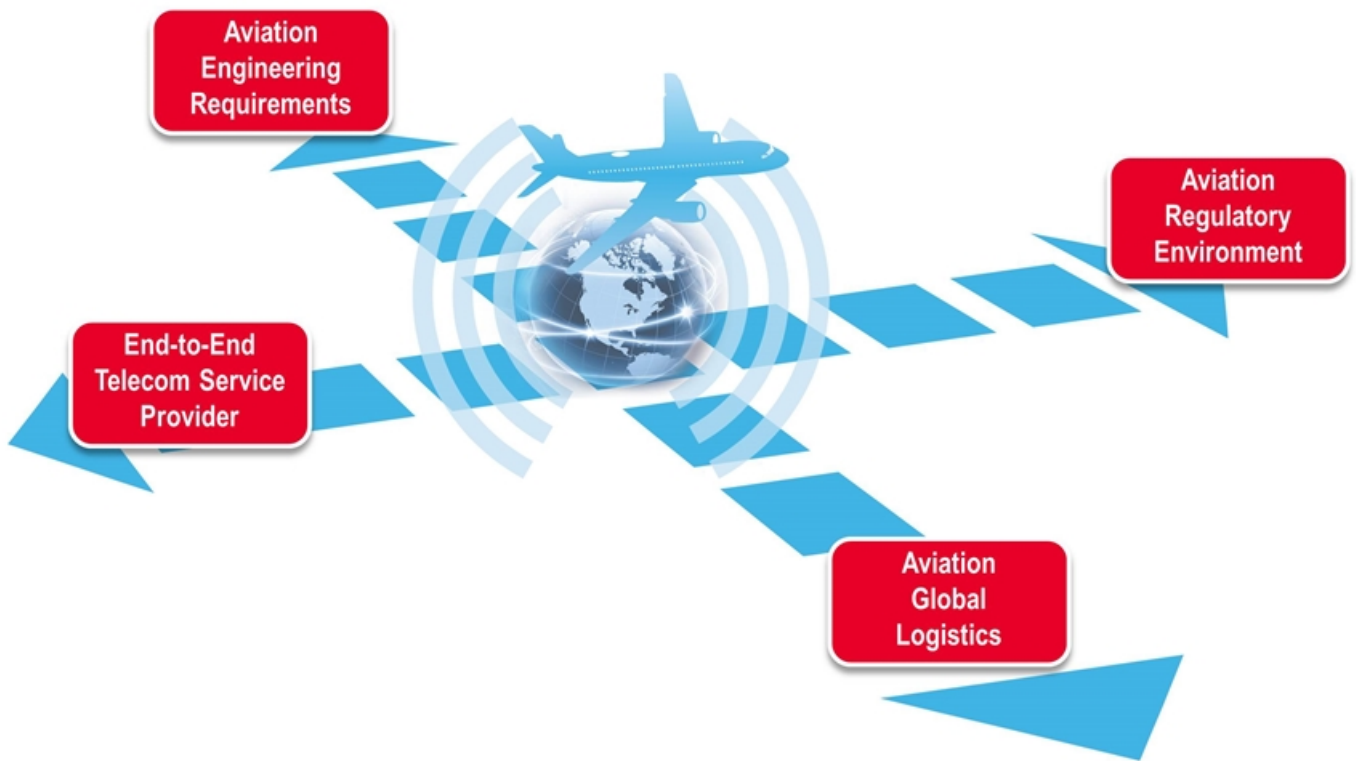 Aviation
Engineering
Requirements
Aviation
Regulatory
Environment
End-to-End
Telecom Service
Provider
Aviation
Global
Logistics